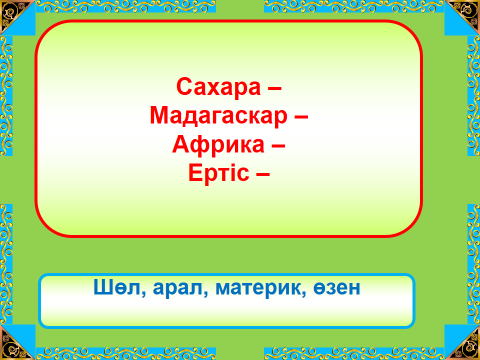 Сахара –
Мадагаскар –
Африка –
Ертіс –
Шөл, арал, материк, өзен